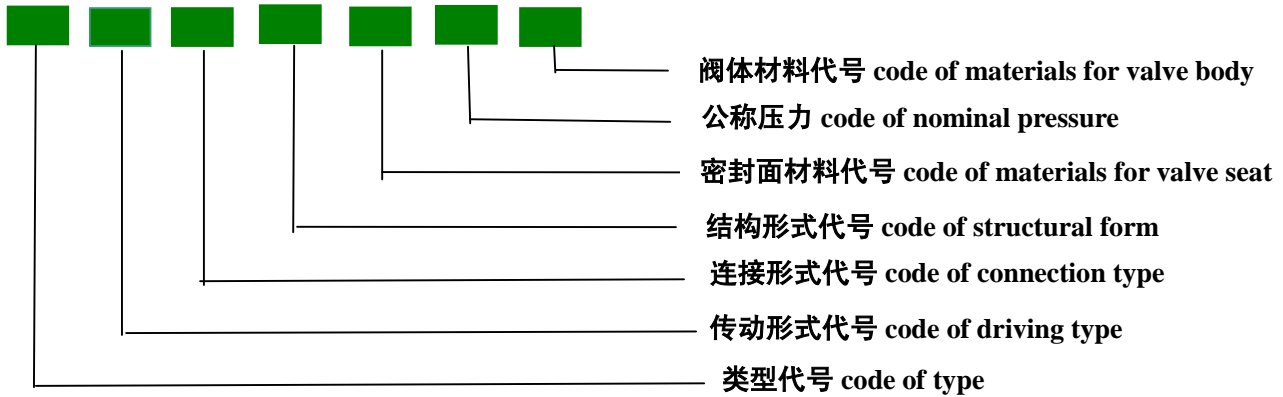 阀体材料代号 code of materials for valve body
公称压力 code of nominal pressure
密封面材料代号 code of materials for valve seat
结构形式代号 code of structural form
连接形式代号 code of connection type
传动形式代号 code of driving type
类型代号 code of type